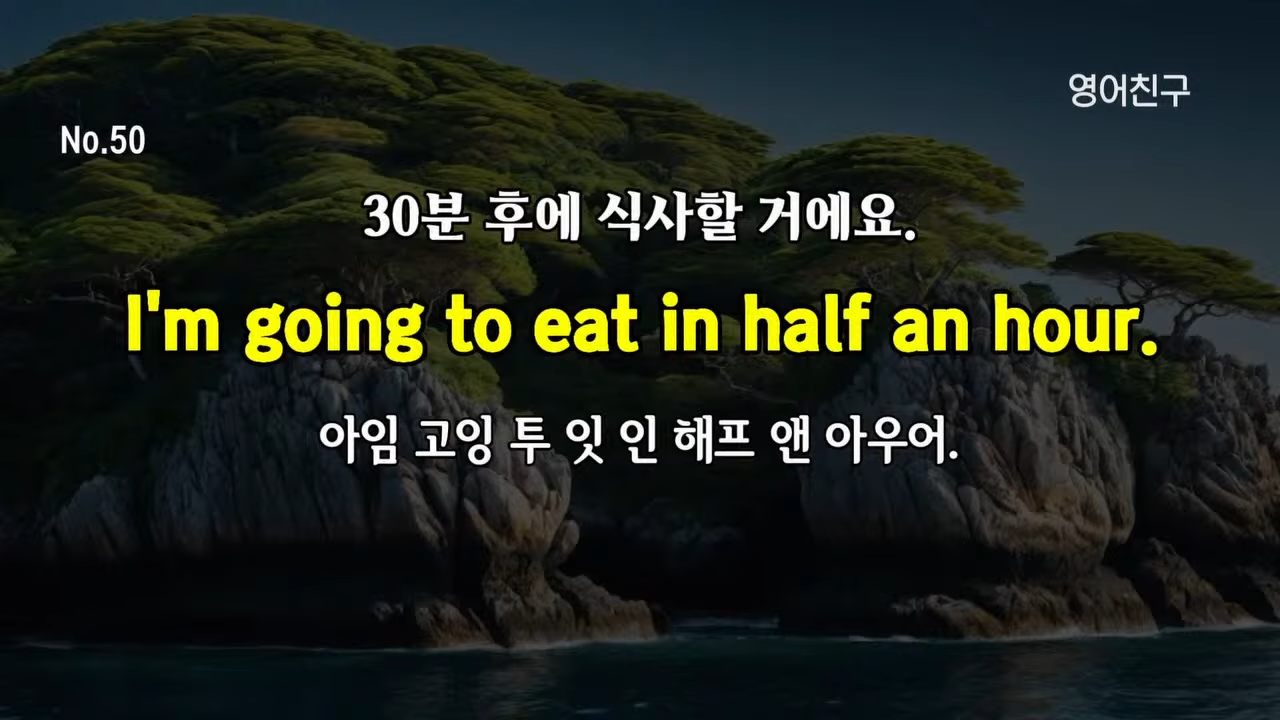 영어친구
No.50
30분 후에 식사할 거에요.
I'm going to eat in half an hour.
아임 고잉 투 잇 인 해프 앤 아우어.